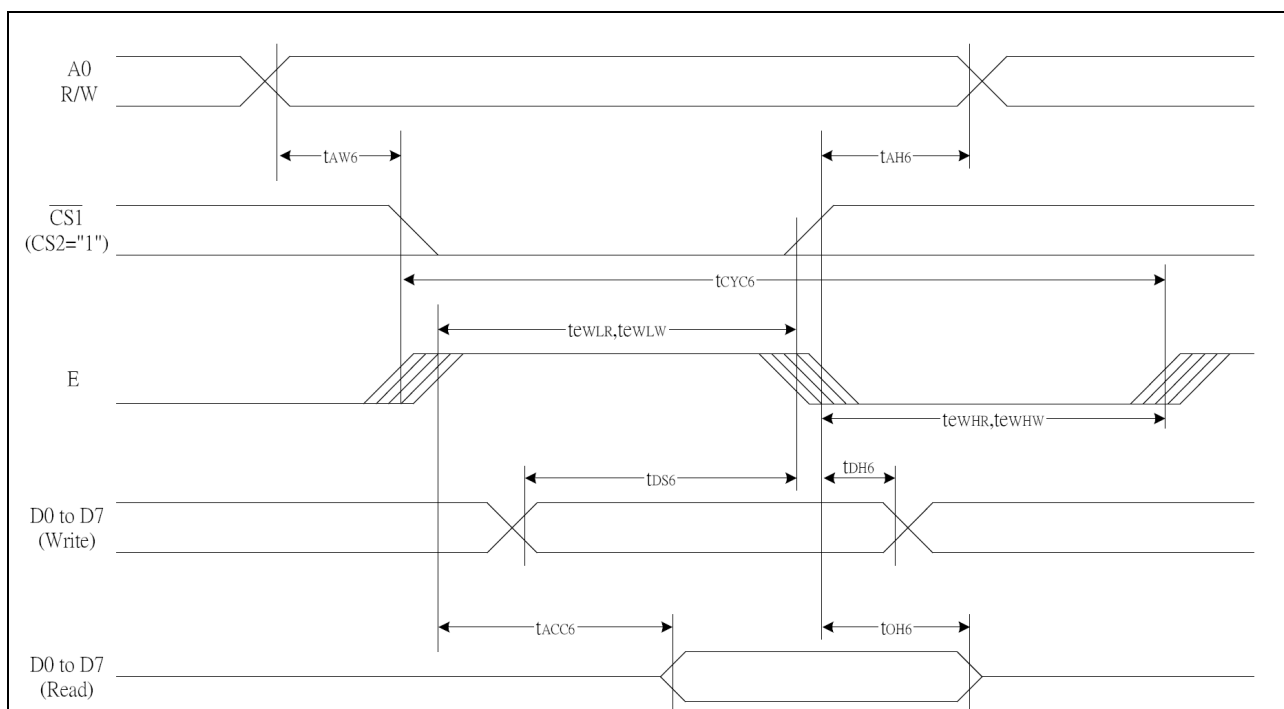 A0
R/W
tAW6
tAH6
CS1
(CS2="1")
tCYC6
tewLR,tewLW
E
tewHR,tewHW
tDS6
tDH6
D0 to D7
(Write)
tACC6
tOH6
D0 to D7
(Read)